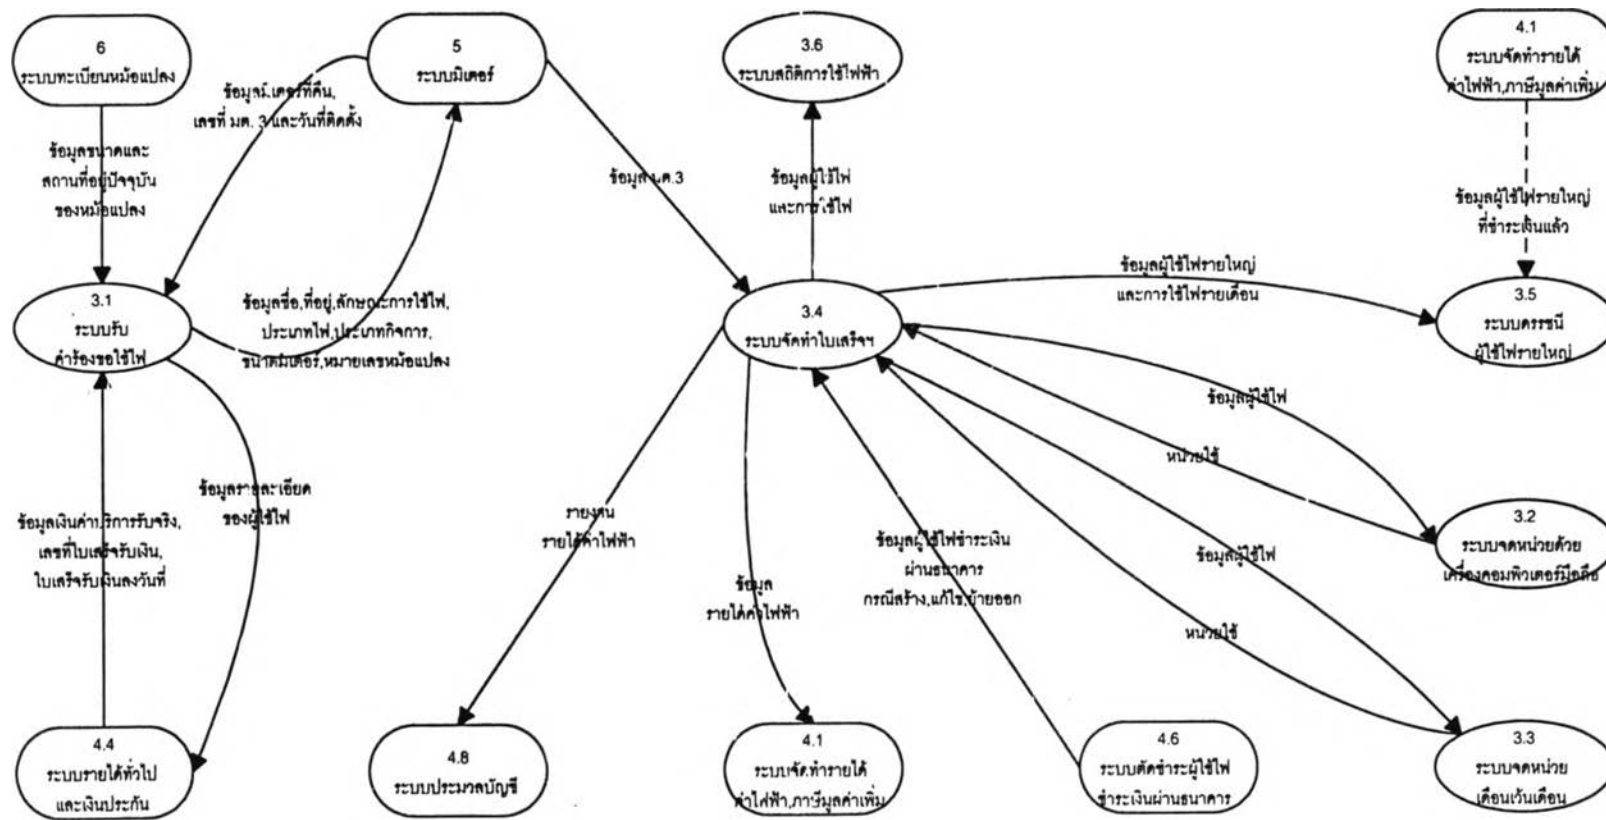 6
ระบบทะเบียนหม้อแปลง
5
ระบบมิเตอร์
3.6
ระบบสถิติการใช้ไฟฟ้า
4.1
ระบบจัดทำรายได้
ค่าไฟฟ้า,ภาษีมูลค่าเพิ่ม
ข้อมูลมิเตอร์ที่คืน,
เลขที่ มต. 3 และวันที่ติดตั้ง
ข้อมูลขนาดและ
สถานที่อยู่ปัจจุบัน
ของหม้อแปลง
ข้อมูล มต.3
ข้อมูลผู้ใช้ไฟ
และการใช้ไฟ
ข้อมูลผู้ใช้ไฟรายใหญ่
ที่ชำระเงินแล้ว
3.1
ระบบรับ
คำร้องขอใช้ไฟ
ข้อมูลชื่อ,ที่อยู่,ลักษณะการใช้ไฟ,
ประเภทไฟ,ประเภทกิจการ,
ขนาดมิเตอร์,หมายเลขหม้อแปลง
3.4
ระบบจัดทำใบเสร็จฯ
ข้อมูลผู้ใช้ไฟรายใหญ่
และการใช้ไฟรายเดือน
3.5
ระบบดรรชนี
ผู้ใช้ไฟรายใหญ่
ข้อมูลผู้ใช้ไฟ
หน่วยใช้
ข้อมูลรายละเอียด
ของผู้ใช้ไฟ
ข้อมูลเงินค่าบริการรับจริง,
เลขที่ใบเสร็จรับเงิน,
ใบเสร็จรับเงินลงวันที่
รายงาน
รายได้ค่าไฟฟ้า
ข้อมูล
รายได้ค่าไฟฟ้า
ข้อมูลผู้ใช้ไฟชำระเงิน
ผ่านธนาคาร
กรณีสร้าง,แก้ไข,ย้ายออก
ข้อมูลผู้ใช้ไฟ
หน่วยใช้
3.2
ระบบจดหน่วยด้วย
เครื่องคอมพิวเตอร์มือถือ
4.4
ระบบรายได้ทั่วไป
และเงินประกัน
4.8
ระบบประมวลบัญชี
4.1
ระบบจัดทำรายได้
ค่าไฟฟ้า,ภาษีมูลค่าเพิ่ม
4.6
ระบบตัดชำระผู้ใช้ไฟ
ชำระเงินผ่านธนาคาร
3.3
ระบบจดหน่วย
เดือนเว้นเดือน